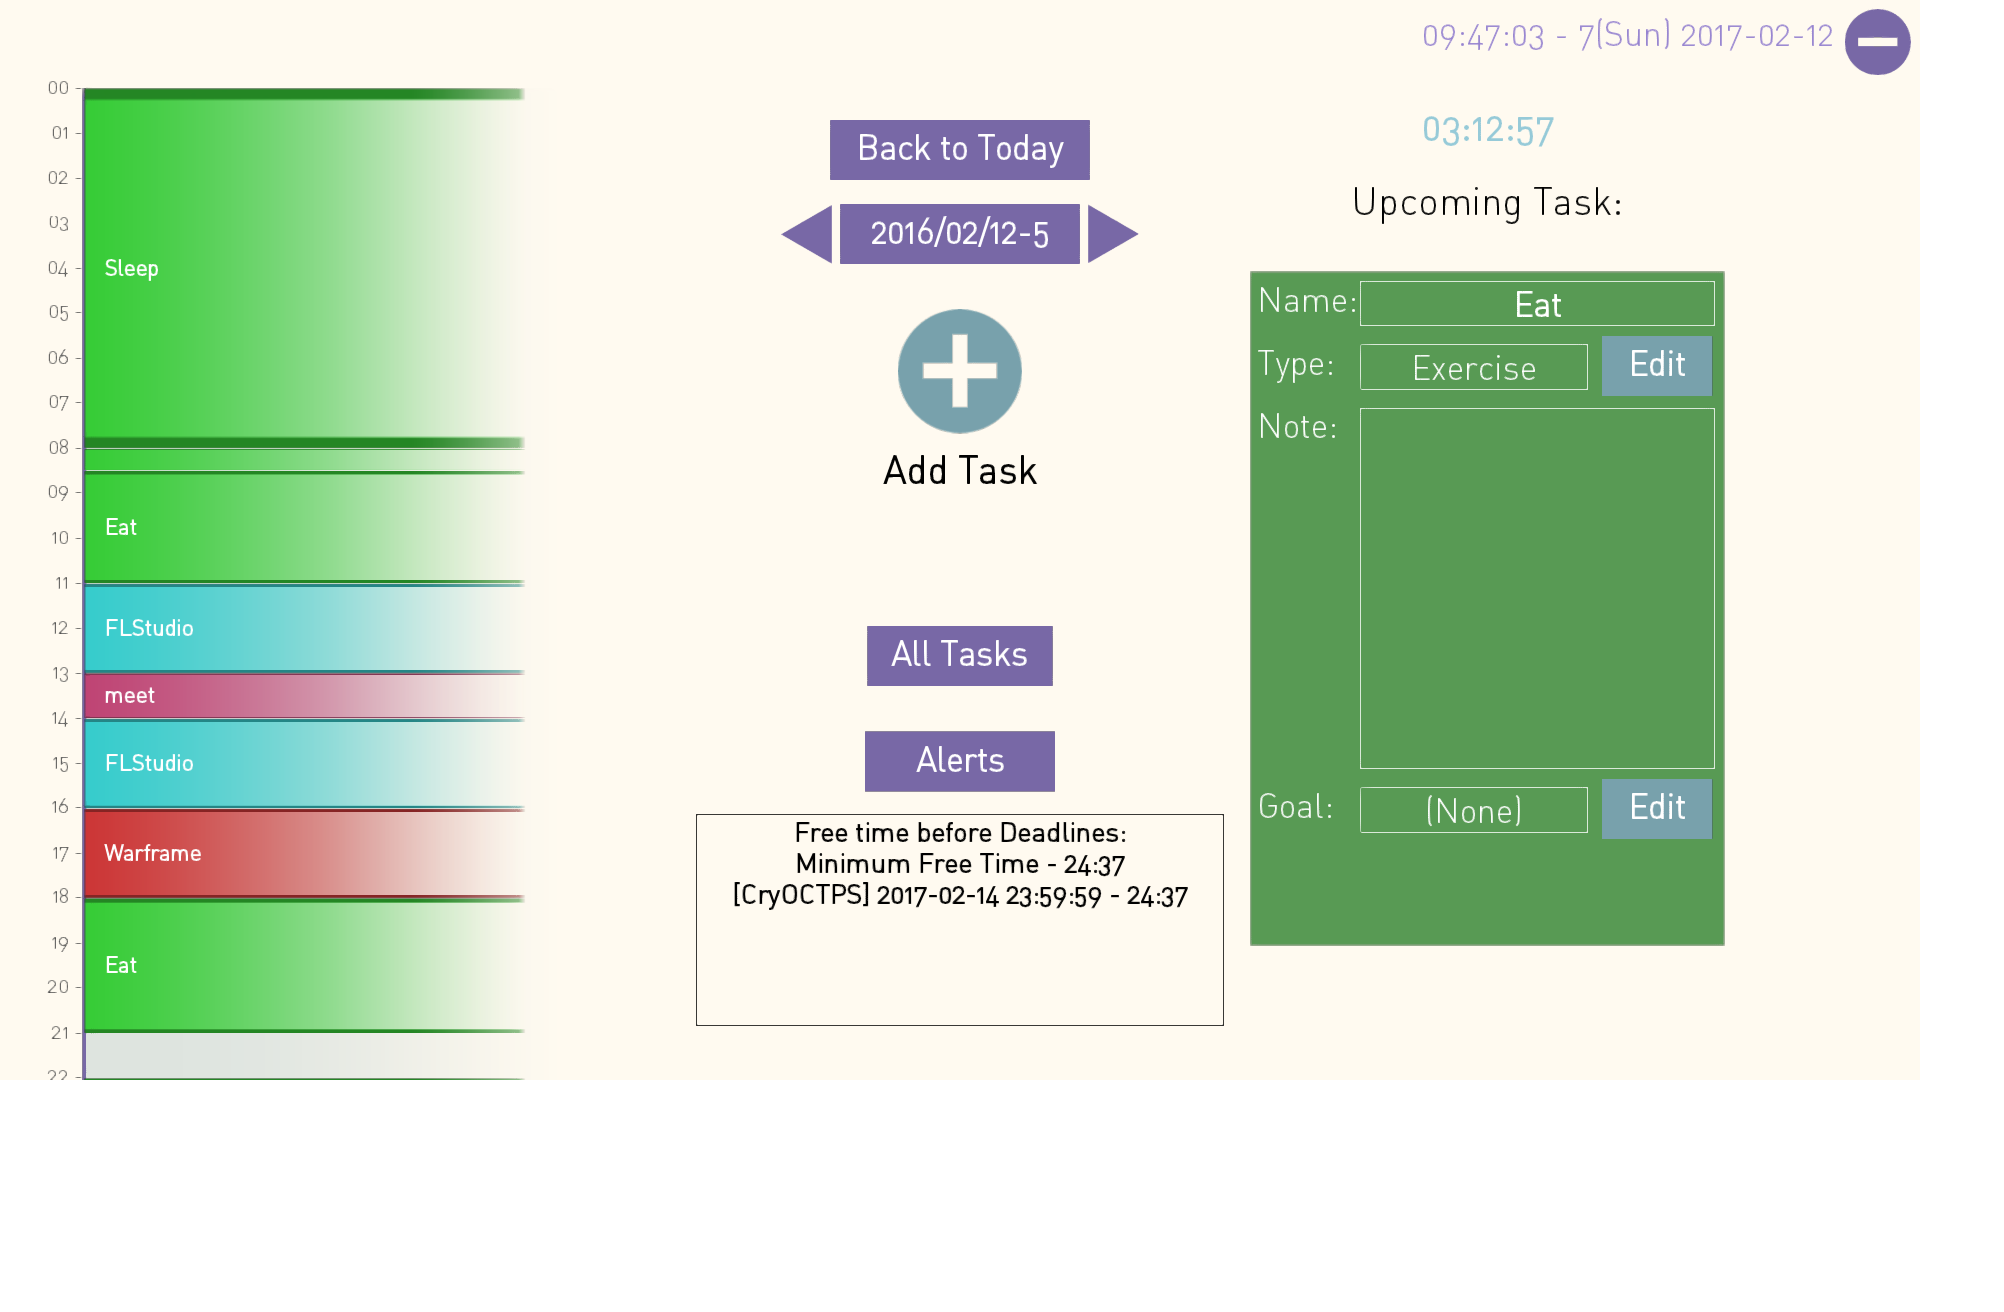 09:47:03 - 7(Sun) 2017-02-12
00
01
02
03
04
05
06
07
08
09
10
11
12
13
14
15
16
17
18
19
20
21
22
Sleep
Eat
FLStudio
meet
FLStudio
Warframe
Eat
Back to Today
2016/02/12-5
Add Task
All Tasks
Alerts
Free time before Deadlines:
Minimum Free Time - 24:37
[CryOCTPS] 2017-02-14 23:59:59 - 24:37
03:12:57
Upcoming Task:
Name: Eat
Type: Exercise Edit
Note:
Goal: (None) Edit